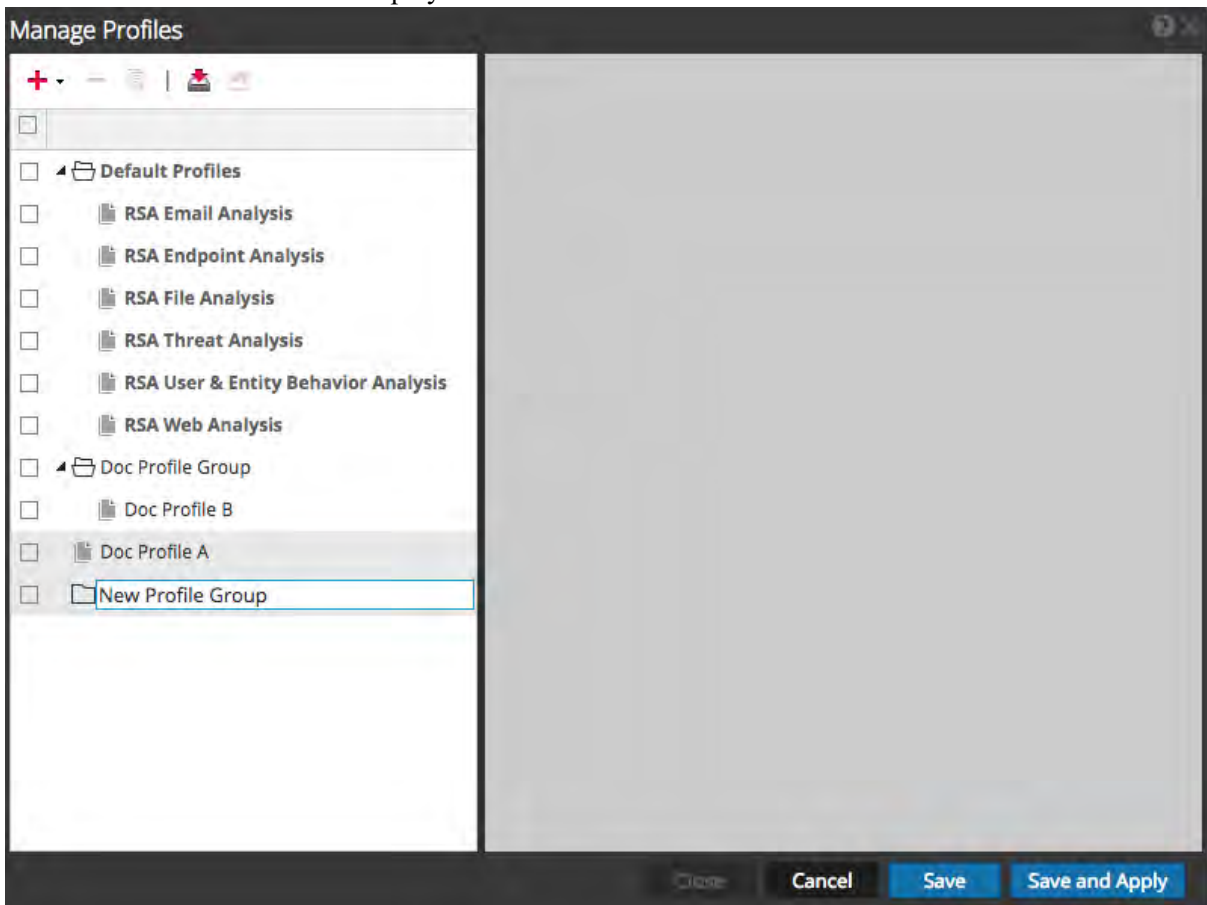 Manage Profiles
Default Profiles
RSA Email Analysis
RSA Endpoint Analysis
RSA File Analysis
RSA Threat Analysis
RSA User & Entity Behavior Analysis
RSA Web Analysis
Doc Profile Group
Doc Profile B
Doc Profile A
New Profile Group
Close Cancel Save Save and Apply